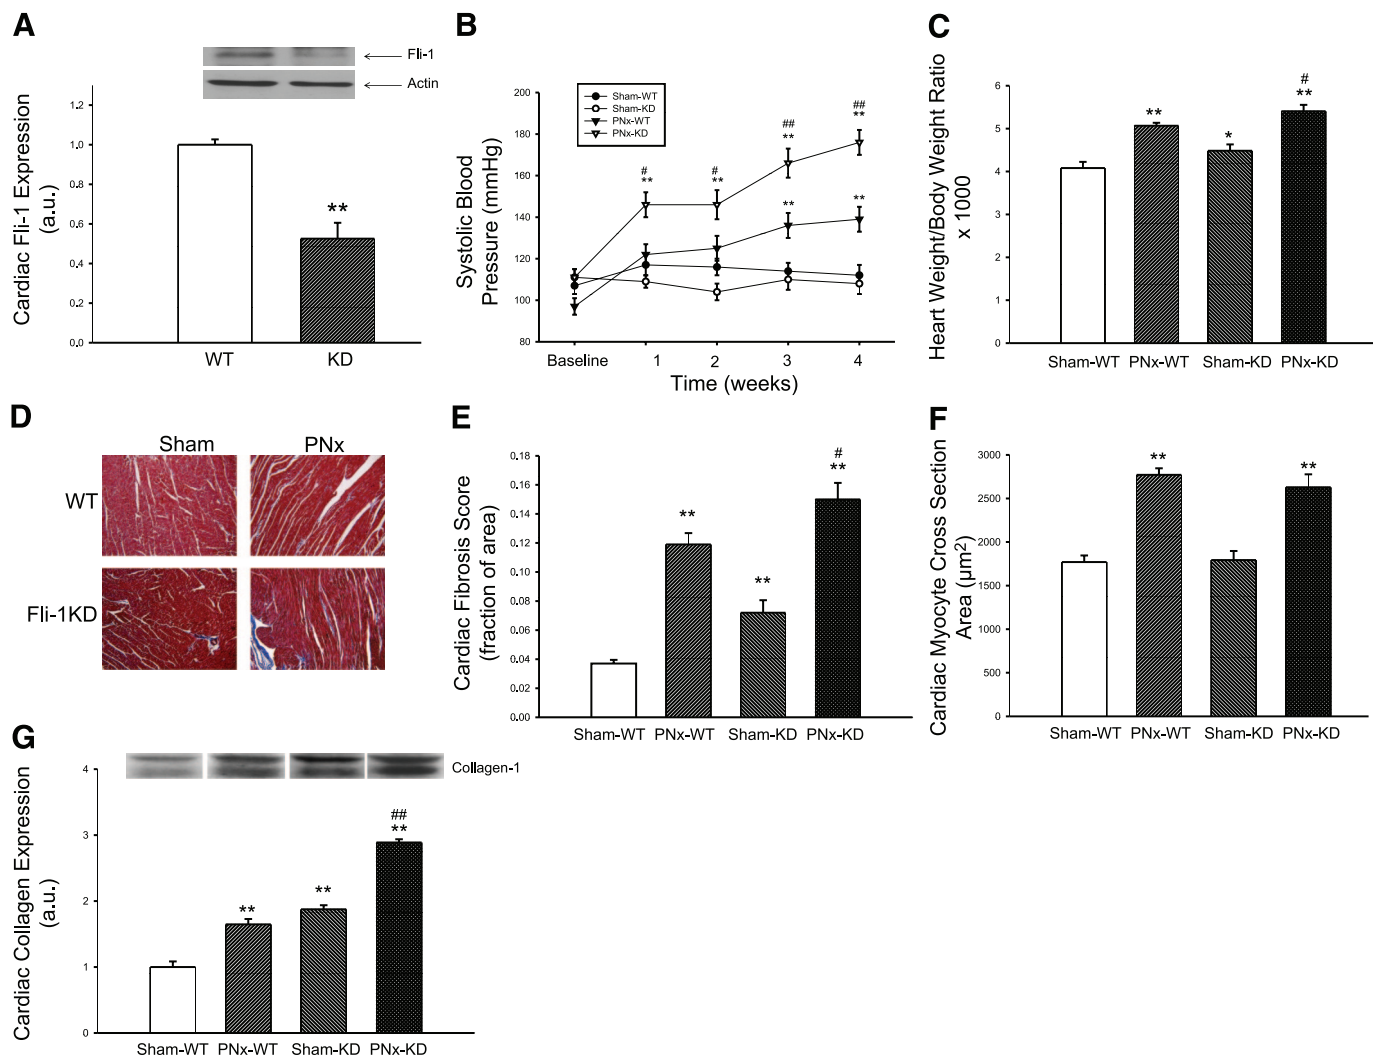 A
Fli-1
Actin
Cardiac Fli-1 Expression
(a.u.)
1.2
1.0
0.8
0.6
0.4
0.2
0.0
**
WT
KD
B
Systolic Blood
Pressure (mmHg)
200
180
160
140
120
100
80
Sham-WT
Sham-KD
PNx-WT
PNx-KD
#
**
#
**
##
**
##
**
**
**
Baseline
1
2
3
4
Time (weeks)
C
Heart Weight/Body Weight Ratio
x 1000
6
5
4
3
2
1
0
**
*
#
**
Sham-WT
PNx-WT
Sham-KD
PNx-KD
D
Sham
PNx
WT
Fli-1KD
E
Cardiac Fibrosis Score
(fraction of area)
0.18
0.16
0.14
0.12
0.10
0.08
0.06
0.04
0.02
0.00
**
**
#
**
Sham-WT
PNx-WT
Sham-KD
PNx-KD
F
Cardiac Myocyte Cross Section
Area (µm²)
3000
2500
2000
1500
1000
500
0
**
**
Sham-WT
PNx-WT
Sham-KD
PNx-KD
G
Collagen-1
Cardiac Collagen Expression
(a.u.)
4
3
2
1
0
**
**
##
**
Sham-WT
PNx-WT
Sham-KD
PNx-KD